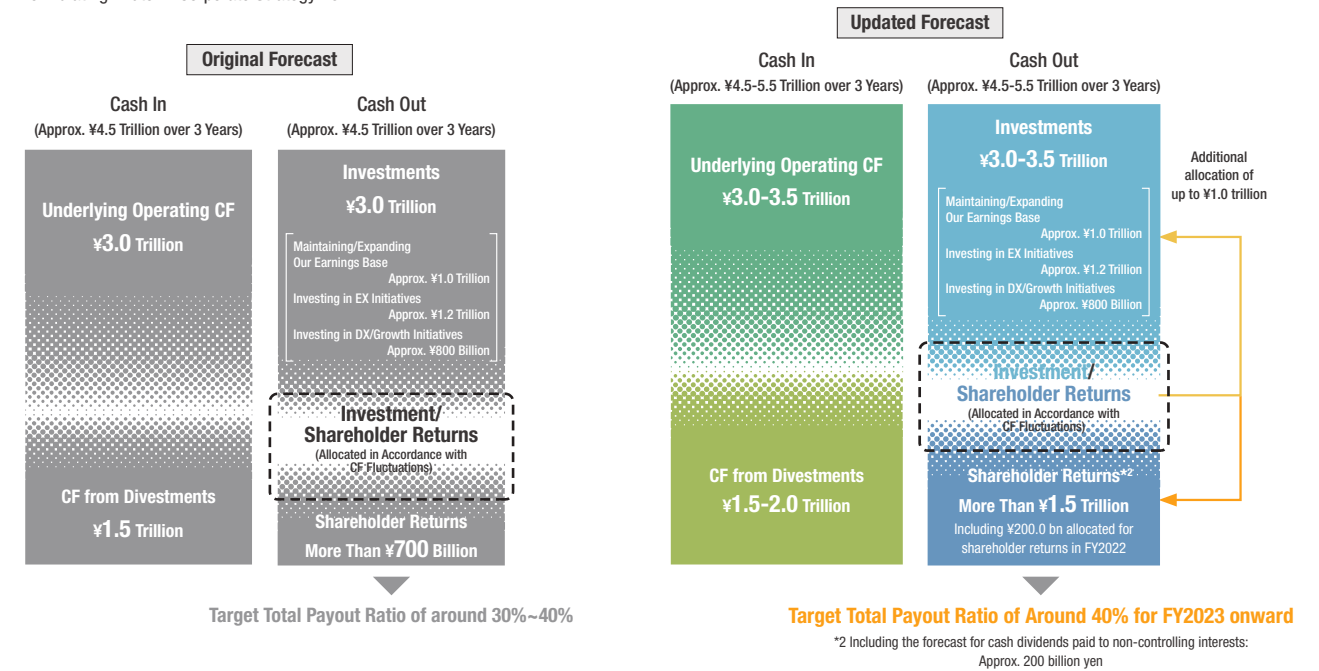 Original Forecast
Cash In
(Approx. ¥4.5 Trillion over 3 Years)
Underlying Operating CF
¥3.0 Trillion
CF from Divestments
¥1.5 Trillion
Cash Out
(Approx. ¥4.5 Trillion over 3 Years)
Investments
¥3.0 Trillion
Maintaining/Expanding
Our Earnings Base
Approx. ¥1.0 Trillion
Investing in EX Initiatives
Approx. ¥1.2 Trillion
Investing in DX/Growth Initiatives
Approx. ¥800 Billion
Investment/
Shareholder Returns
(Allocated in Accordance with
CF Fluctuations)
Shareholder Returns
More Than ¥700 Billion
Target Total Payout Ratio of around 30%~40%
Updated Forecast
Cash In
(Approx. ¥4.5-5.5 Trillion over 3 Years)
Underlying Operating CF
¥3.0-3.5 Trillion
CF from Divestments
¥1.5-2.0 Trillion
Cash Out
(Approx. ¥4.5-5.5 Trillion over 3 Years)
Investments
¥3.0-3.5 Trillion
Maintaining/Expanding
Our Earnings Base
Approx. ¥1.0 Trillion
Investing in EX Initiatives
Approx. ¥1.2 Trillion
Investing in DX/Growth Initiatives
Approx. ¥800 Billion
Investment/
Shareholder Returns
(Allocated in Accordance with
CF Fluctuations)
Shareholder Returns*2
More Than ¥1.5 Trillion
Including ¥200.0 bn allocated for
shareholder returns in FY2022
Additional
allocation of
up to ¥1.0 trillion
Target Total Payout Ratio of Around 40% for FY2023 onward
*2 Including the forecast for cash dividends paid to non-controlling interests:
Approx. 200 billion yen